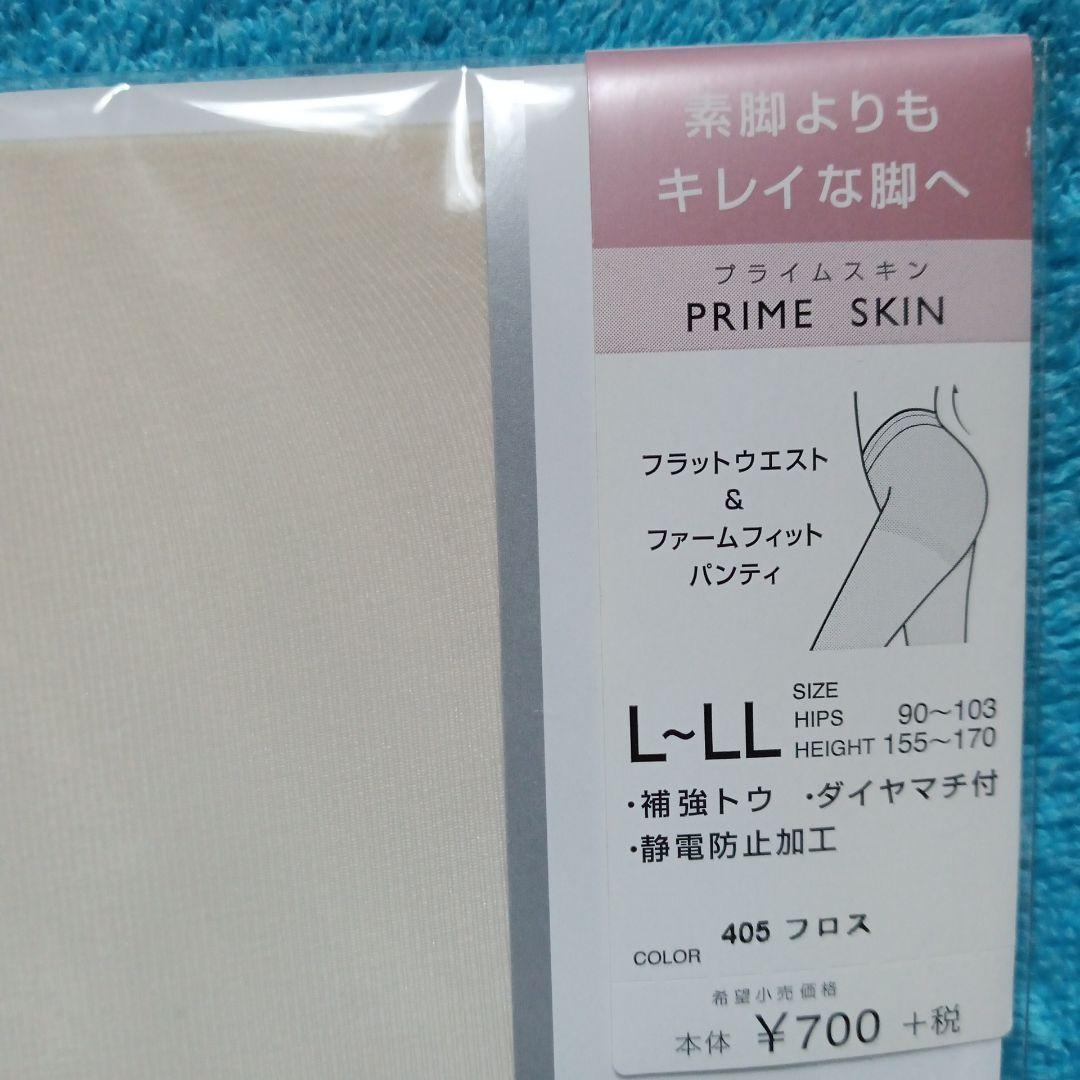 素脚よりも
キレイな脚へ
プライムスキン
PRIME SKIN
フラットウエスト
&
ファームフィット
パンティ
L~LL
SIZE
HIPS 90~103
HEIGHT 155~170
・補強トウ ・ダイヤマチ付
・静電防止加工
COLOR 405 フロス
希望小売価格
本体 ¥700 +税